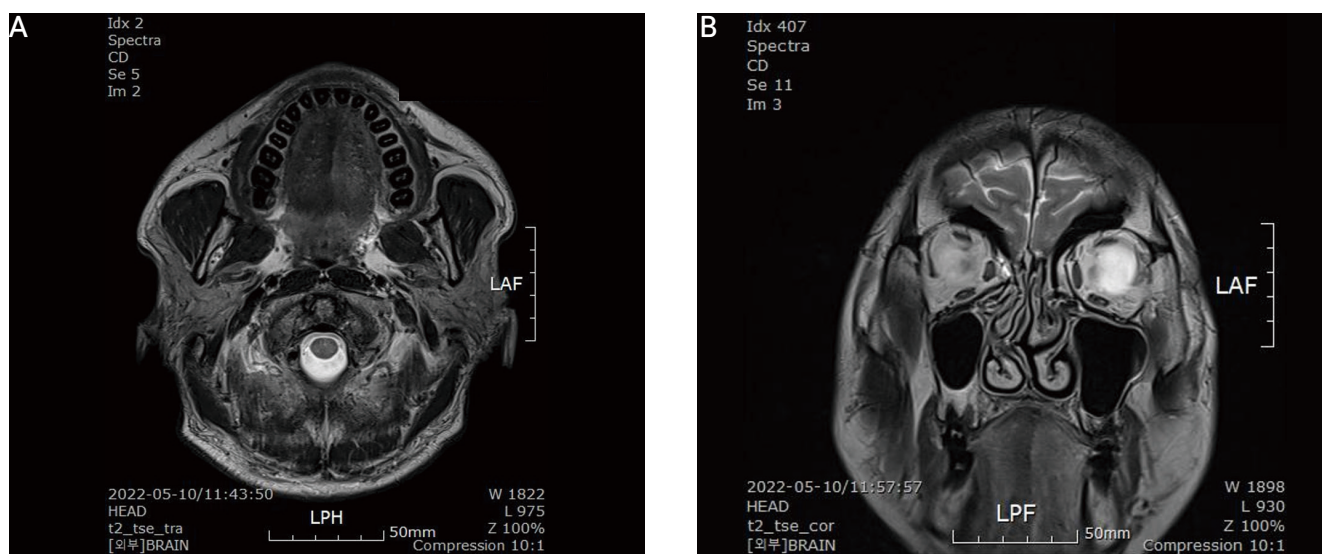 A
Idx 2
Spectra
CD
Se 5
Im 2
LAF
2022-05-10/11:43:50
HEAD
t2_tse_tra
[외부]BRAIN
LPH
50mm
W 1822
L 975
Z 100%
Compression 10:1
B
Idx 407
Spectra
CD
Se 11
Im 3
LAF
2022-05-10/11:57:57
HEAD
t2_tse_cor
[외부]BRAIN
LPF
50mm
W 1898
L 930
Z 100%
Compression 10:1